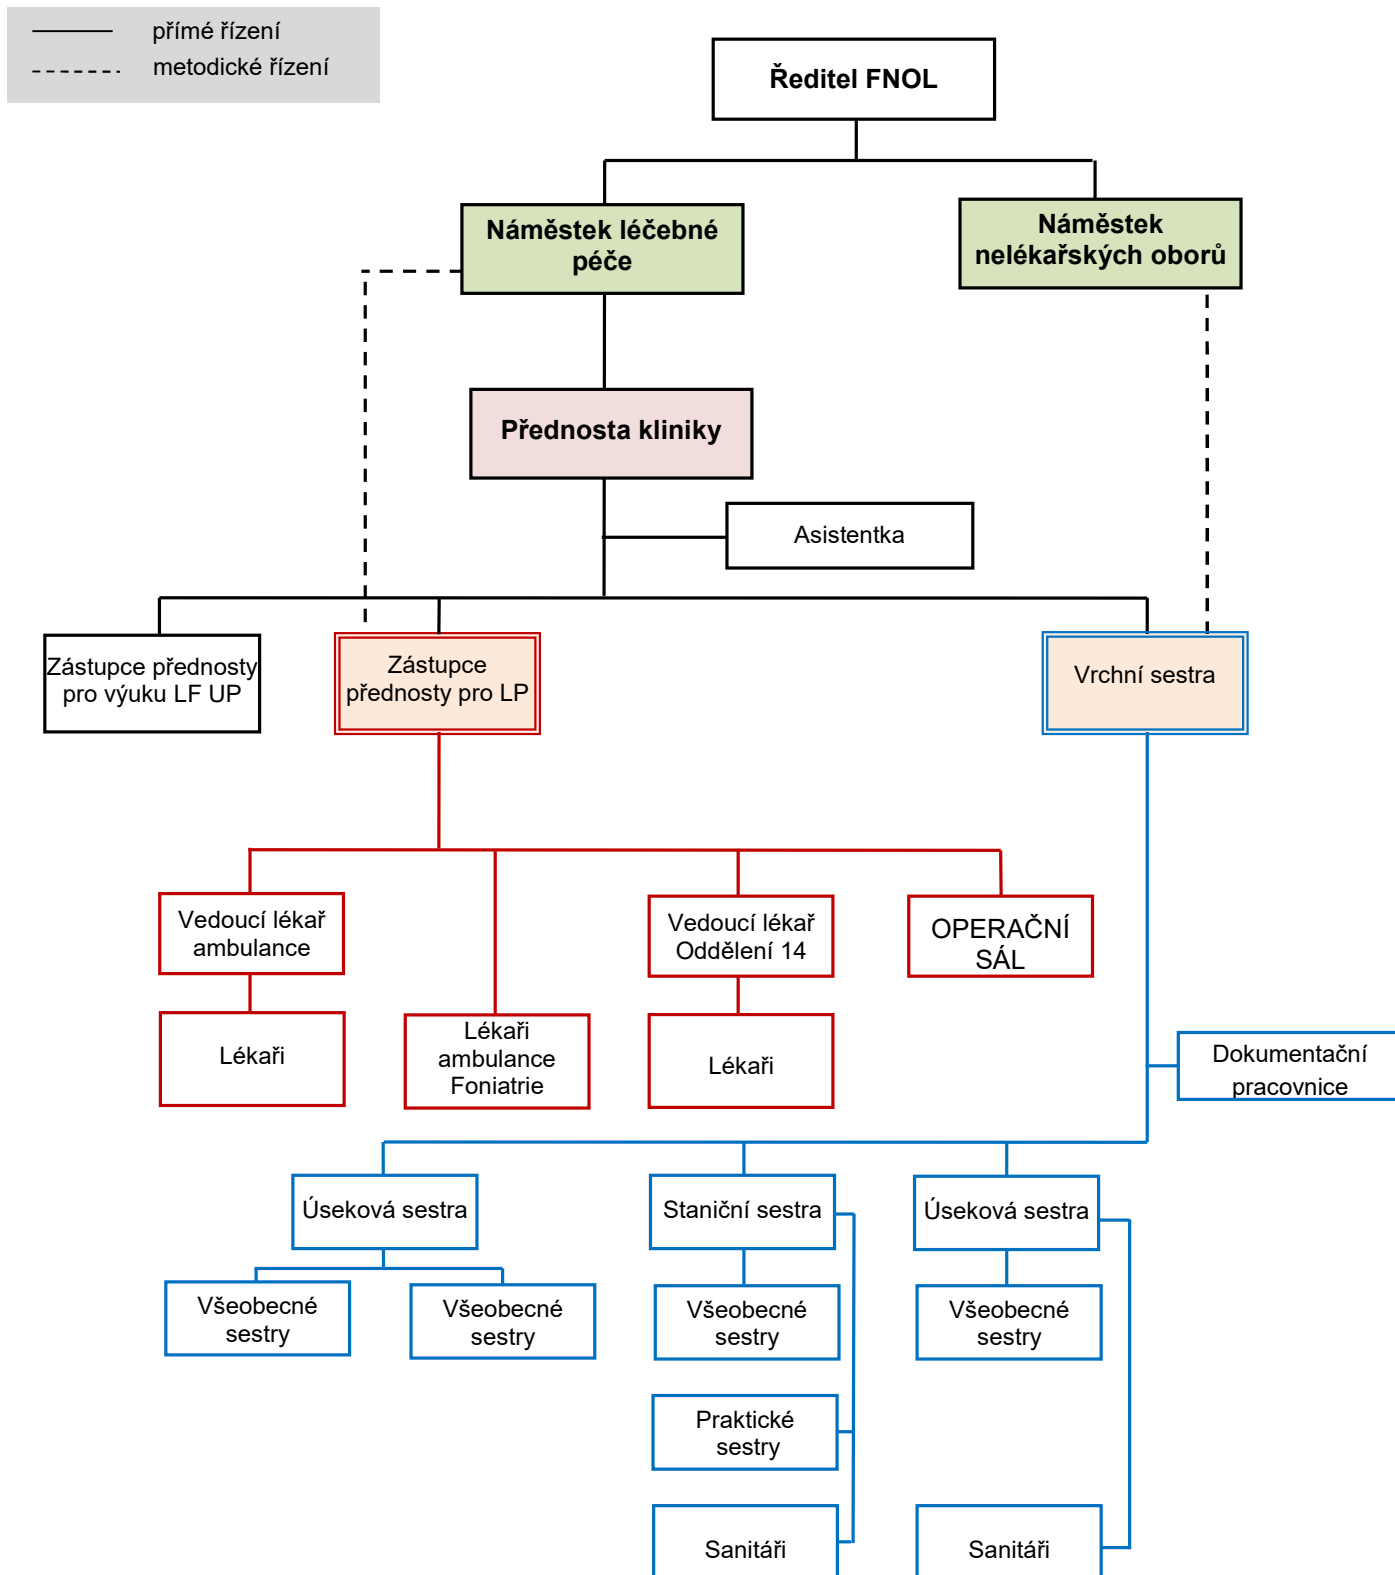 přímé řízení
metodické řízení
Ředitel FNOL
Náměstek léčebné
péče
Náměstek
nelékařských oborů
Přednosta kliniky
Asistentka
Zástupce přednosty
pro výuku LF UP
Zástupce
přednosty pro LP
Vrchní sestra
Vedoucí lékař
ambulance
Vedoucí lékař
Oddělení 14
OPERAČNÍ
SÁL
Lékaři
Lékaři
ambulance
Foniatrie
Lékaři
Dokumentační
pracovnice
Úseková sestra
Staniční sestra
Úseková sestra
Všeobecné
sestry
Všeobecné
sestry
Všeobecné
sestry
Všeobecné
sestry
Praktické
sestry
Sanitáři
Sanitáři